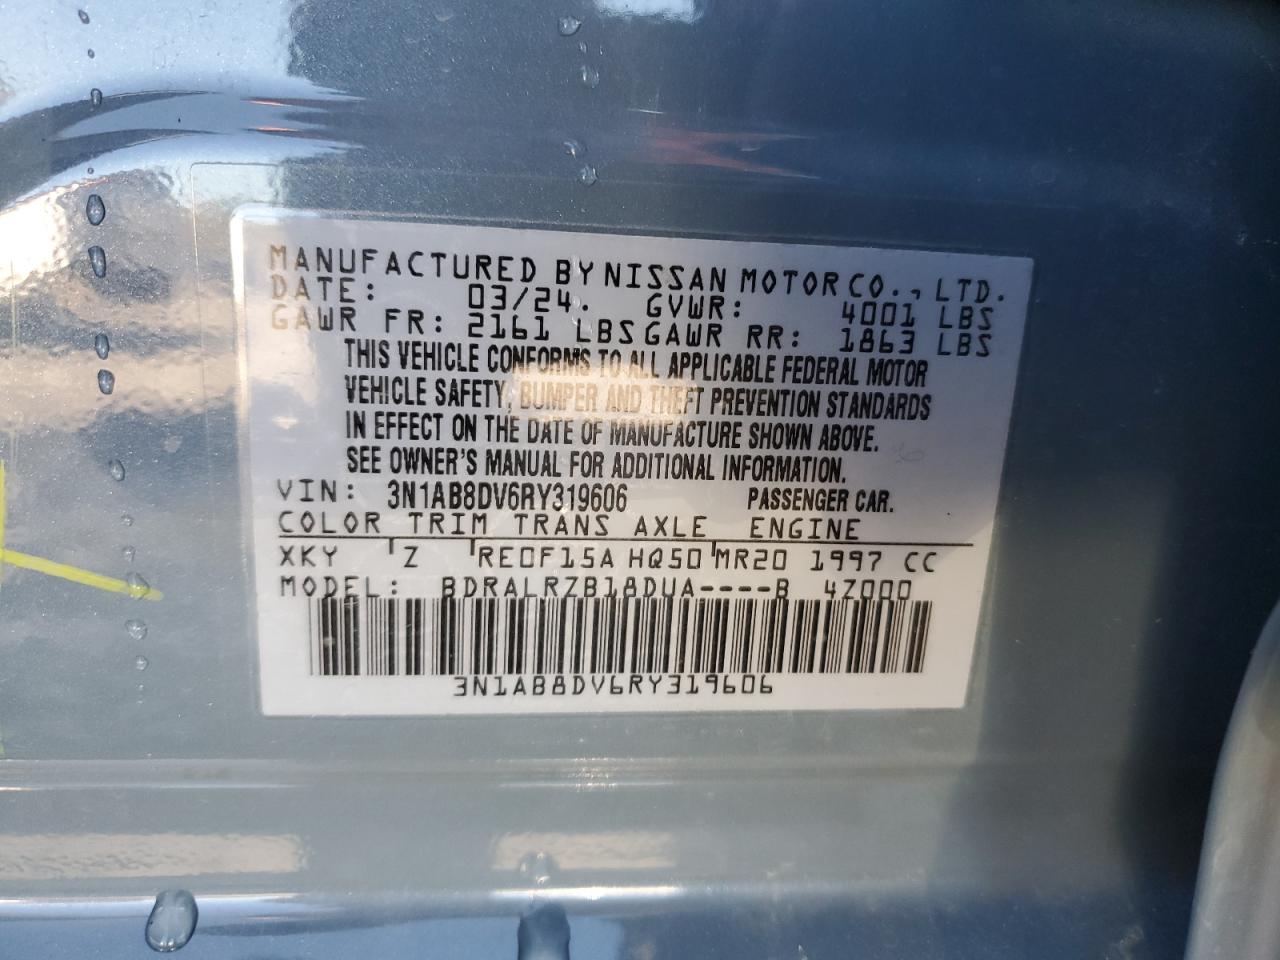 MANUFACTURED BY NISSAN MOTOR CO., LTD.
DATE: 03/24. GVWR: 4001 LBS
GAWR FR: 2161 LBS GAWR RR: 1863 LBS
THIS VEHICLE CONFORMS TO ALL APPLICABLE FEDERAL MOTOR
VEHICLE SAFETY, BUMPER AND THEFT PREVENTION STANDARDS
IN EFFECT ON THE DATE OF MANUFACTURE SHOWN ABOVE.
SEE OWNER'S MANUAL FOR ADDITIONAL INFORMATION.
VIN: 3N1AB8DV6RY319606 PASSENGER CAR.
COLOR TRIM TRANS AXLE ENGINE
XKY Z RE0F15A HQ50 MR20 1997 CC
MODEL: BDRALRZB18DUA----B 4Z000
3N1AB8DV6RY319606